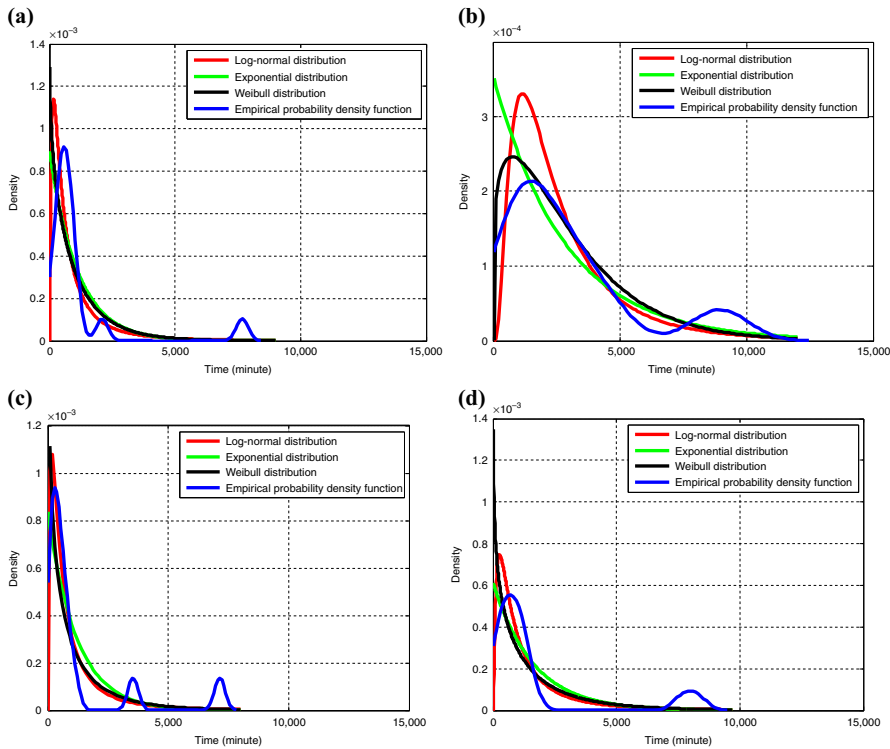 (a)
×10⁻³
1.4
1.2
1
0.8
0.6
0.4
0.2
0
0
5,000
10,000
15,000
Density
Time (minute)
Log-normal distribution
Exponential distribution
Weibull distribution
Empirical probability density function
(b)
×10⁻⁴
4
3
2
1
0
0
5,000
10,000
15,000
Density
Time (minute)
Log-normal distribution
Exponential distribution
Weibull distribution
Empirical probability density function
(c)
×10⁻³
1.2
1
0.8
0.6
0.4
0.2
0
0
5,000
10,000
15,000
Density
Time (minute)
Log-normal distribution
Exponential distribution
Weibull distribution
Empirical probability density function
(d)
×10⁻³
1.4
1.2
1
0.8
0.6
0.4
0.2
0
0
5,000
10,000
15,000
Density
Time (minute)
Log-normal distribution
Exponential distribution
Weibull distribution
Empirical probability density function